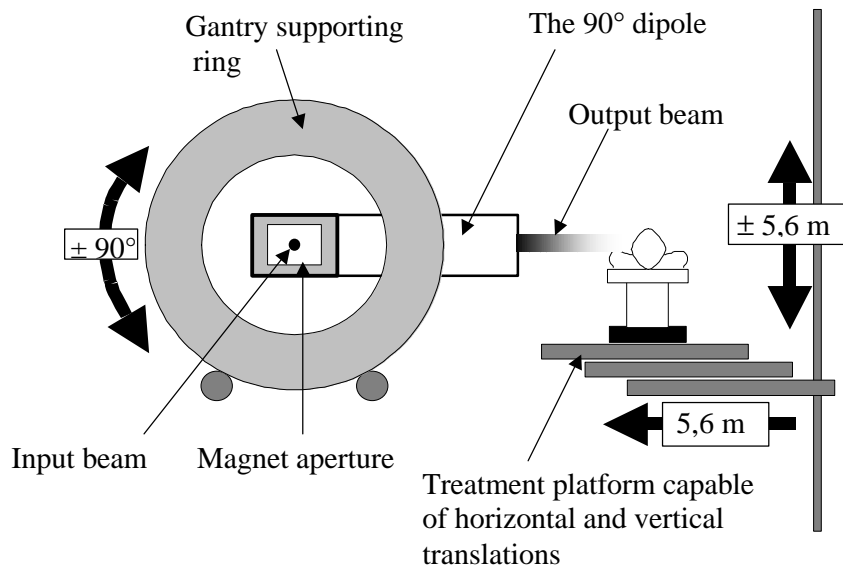 Gantry supporting
ring
The 90° dipole
Output beam
± 90°
± 5,6 m
5,6 m
Input beam
Magnet aperture
Treatment platform capable
of horizontal and vertical
translations